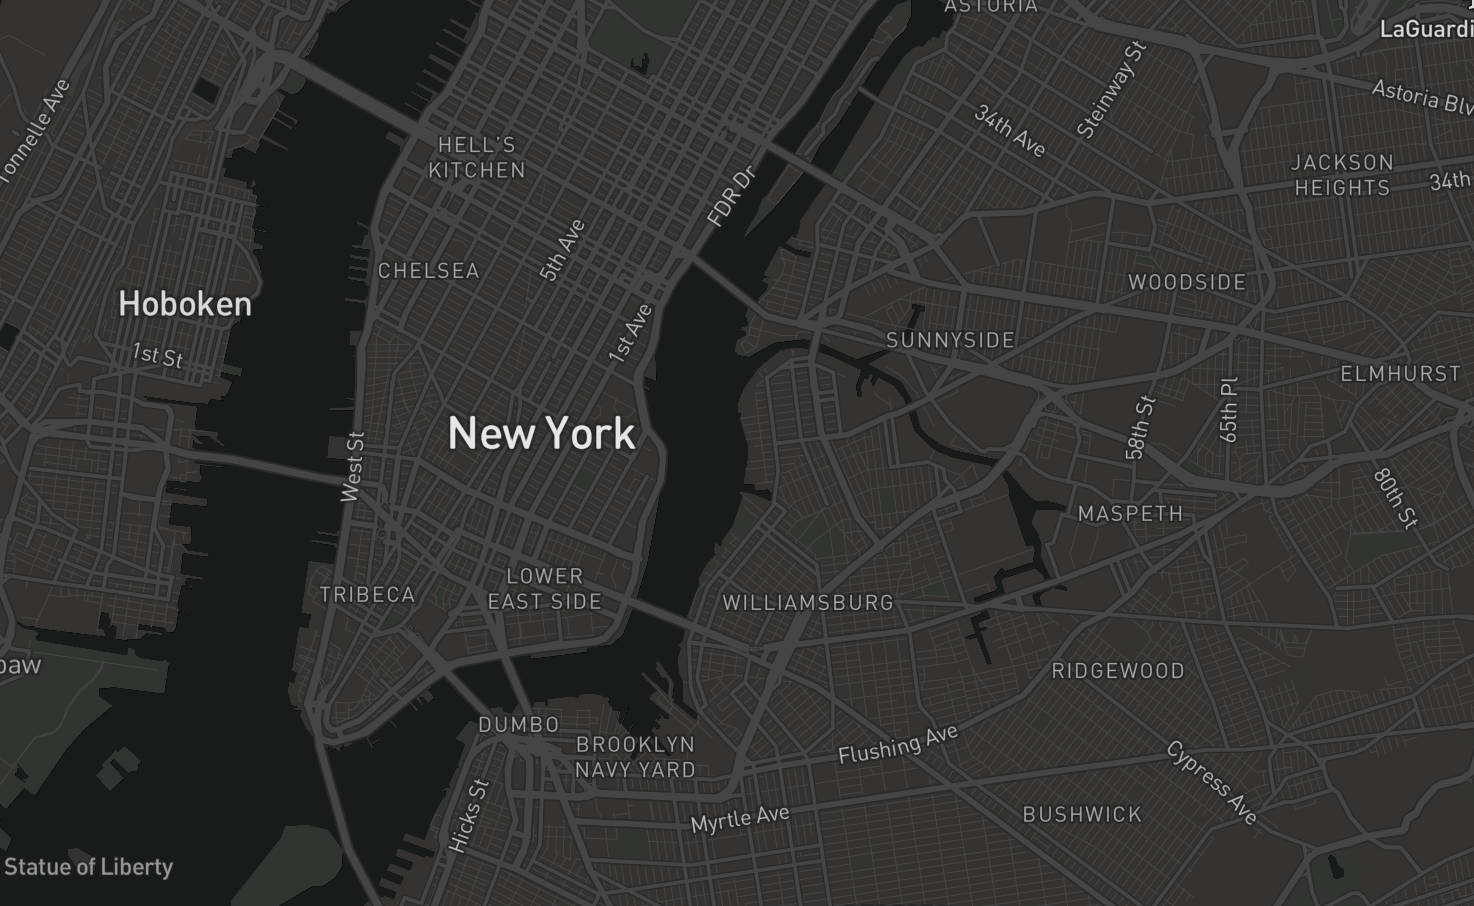 ASTORIA
LaGuardi
Tonnelle Ave
Steinway St
Astoria Blv
34th Ave
HELL'S
KITCHEN
JACKSON
HEIGHTS
34th
FDR Dr
5th Ave
CHELSEA
WOODSIDE
Hoboken
1st St
1st Ave
SUNNYSIDE
ELMHURST
65th Pl
58th St
New York
West St
80th St
MASPETH
LOWER
EAST SIDE
TRIBECA
WILLIAMSBURG
paw
RIDGEWOOD
DUMBO
BROOKLYN
NAVY YARD
Flushing Ave
Cypress Ave
Hicks St
Myrtle Ave
BUSHWICK
Statue of Liberty